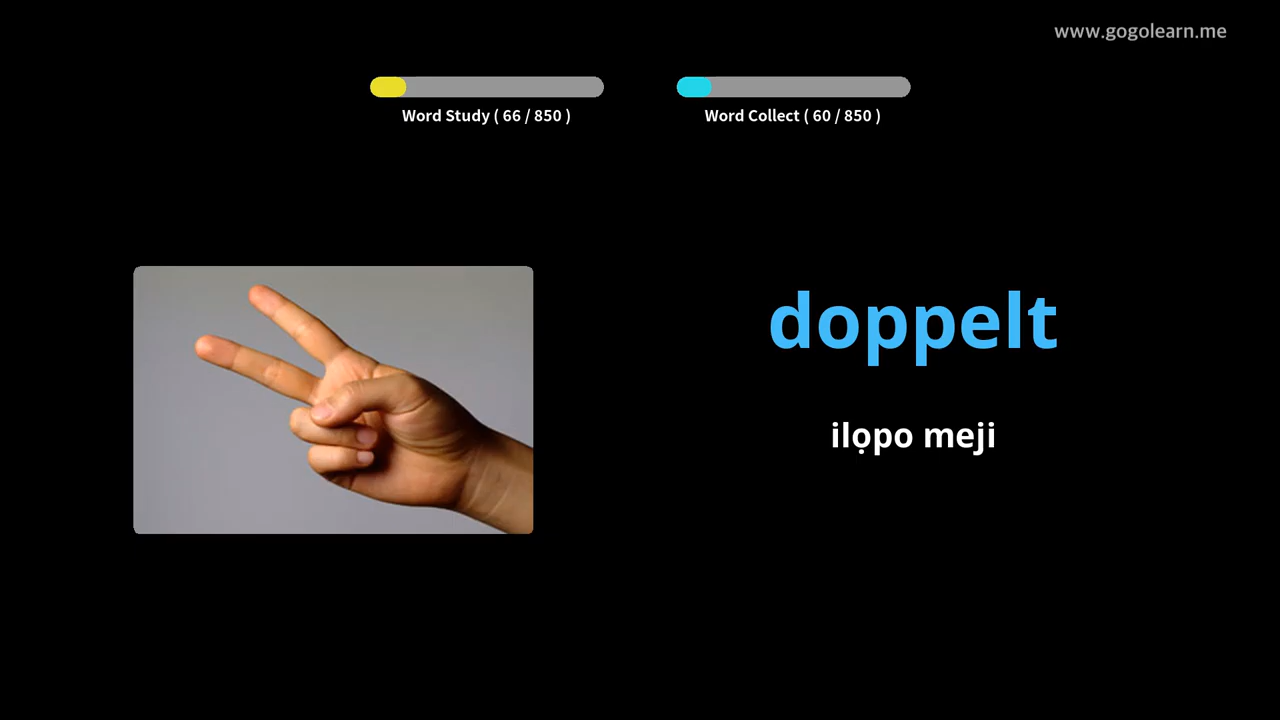 www.gogolearn.me
Word Study ( 66 / 850 )
Word Collect ( 60 / 850 )
doppelt
ilọpo meji